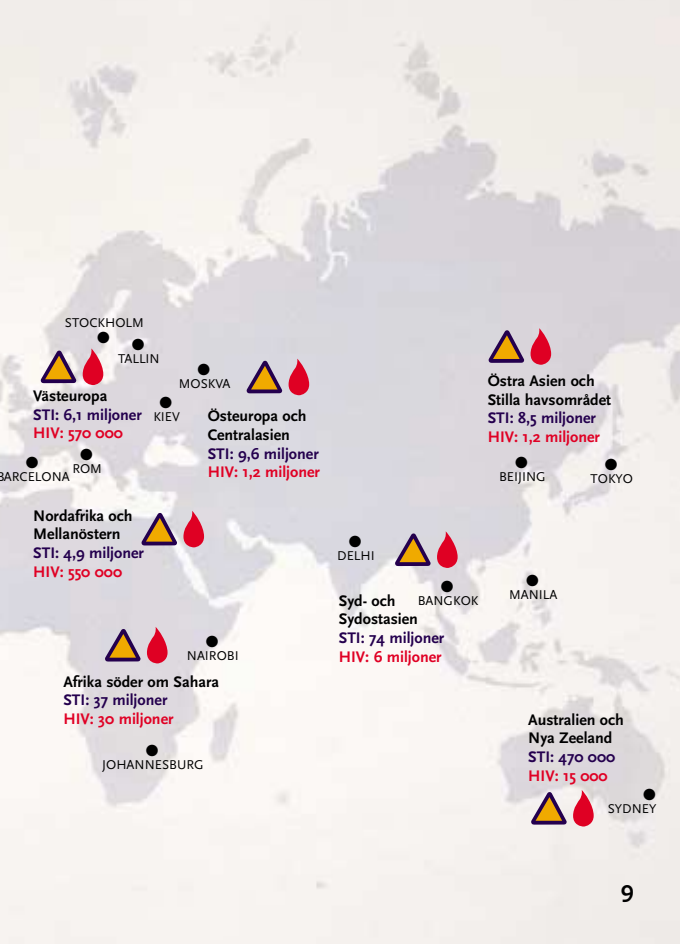 STOCKHOLM
TALLIN
MOSKVA
Västeuropa
STI: 6,1 miljoner
HIV: 570 000
KIEV
Östeuropa och
Centralasien
STI: 9,6 miljoner
HIV: 1,2 miljoner
Östra Asien och
Stilla havsområdet
STI: 8,5 miljoner
HIV: 1,2 miljoner
BARCELONA
ROM
BEIJING
TOKYO
Nordafrika och
Mellanöstern
STI: 4,9 miljoner
HIV: 550 000
DELHI
Syd- och
Sydostasien
STI: 74 miljoner
HIV: 6 miljoner
BANGKOK
MANILA
NAIROBI
Afrika söder om Sahara
STI: 37 miljoner
HIV: 30 miljoner
JOHANNESBURG
Australien och
Nya Zeeland
STI: 470 000
HIV: 15 000
SYDNEY
9